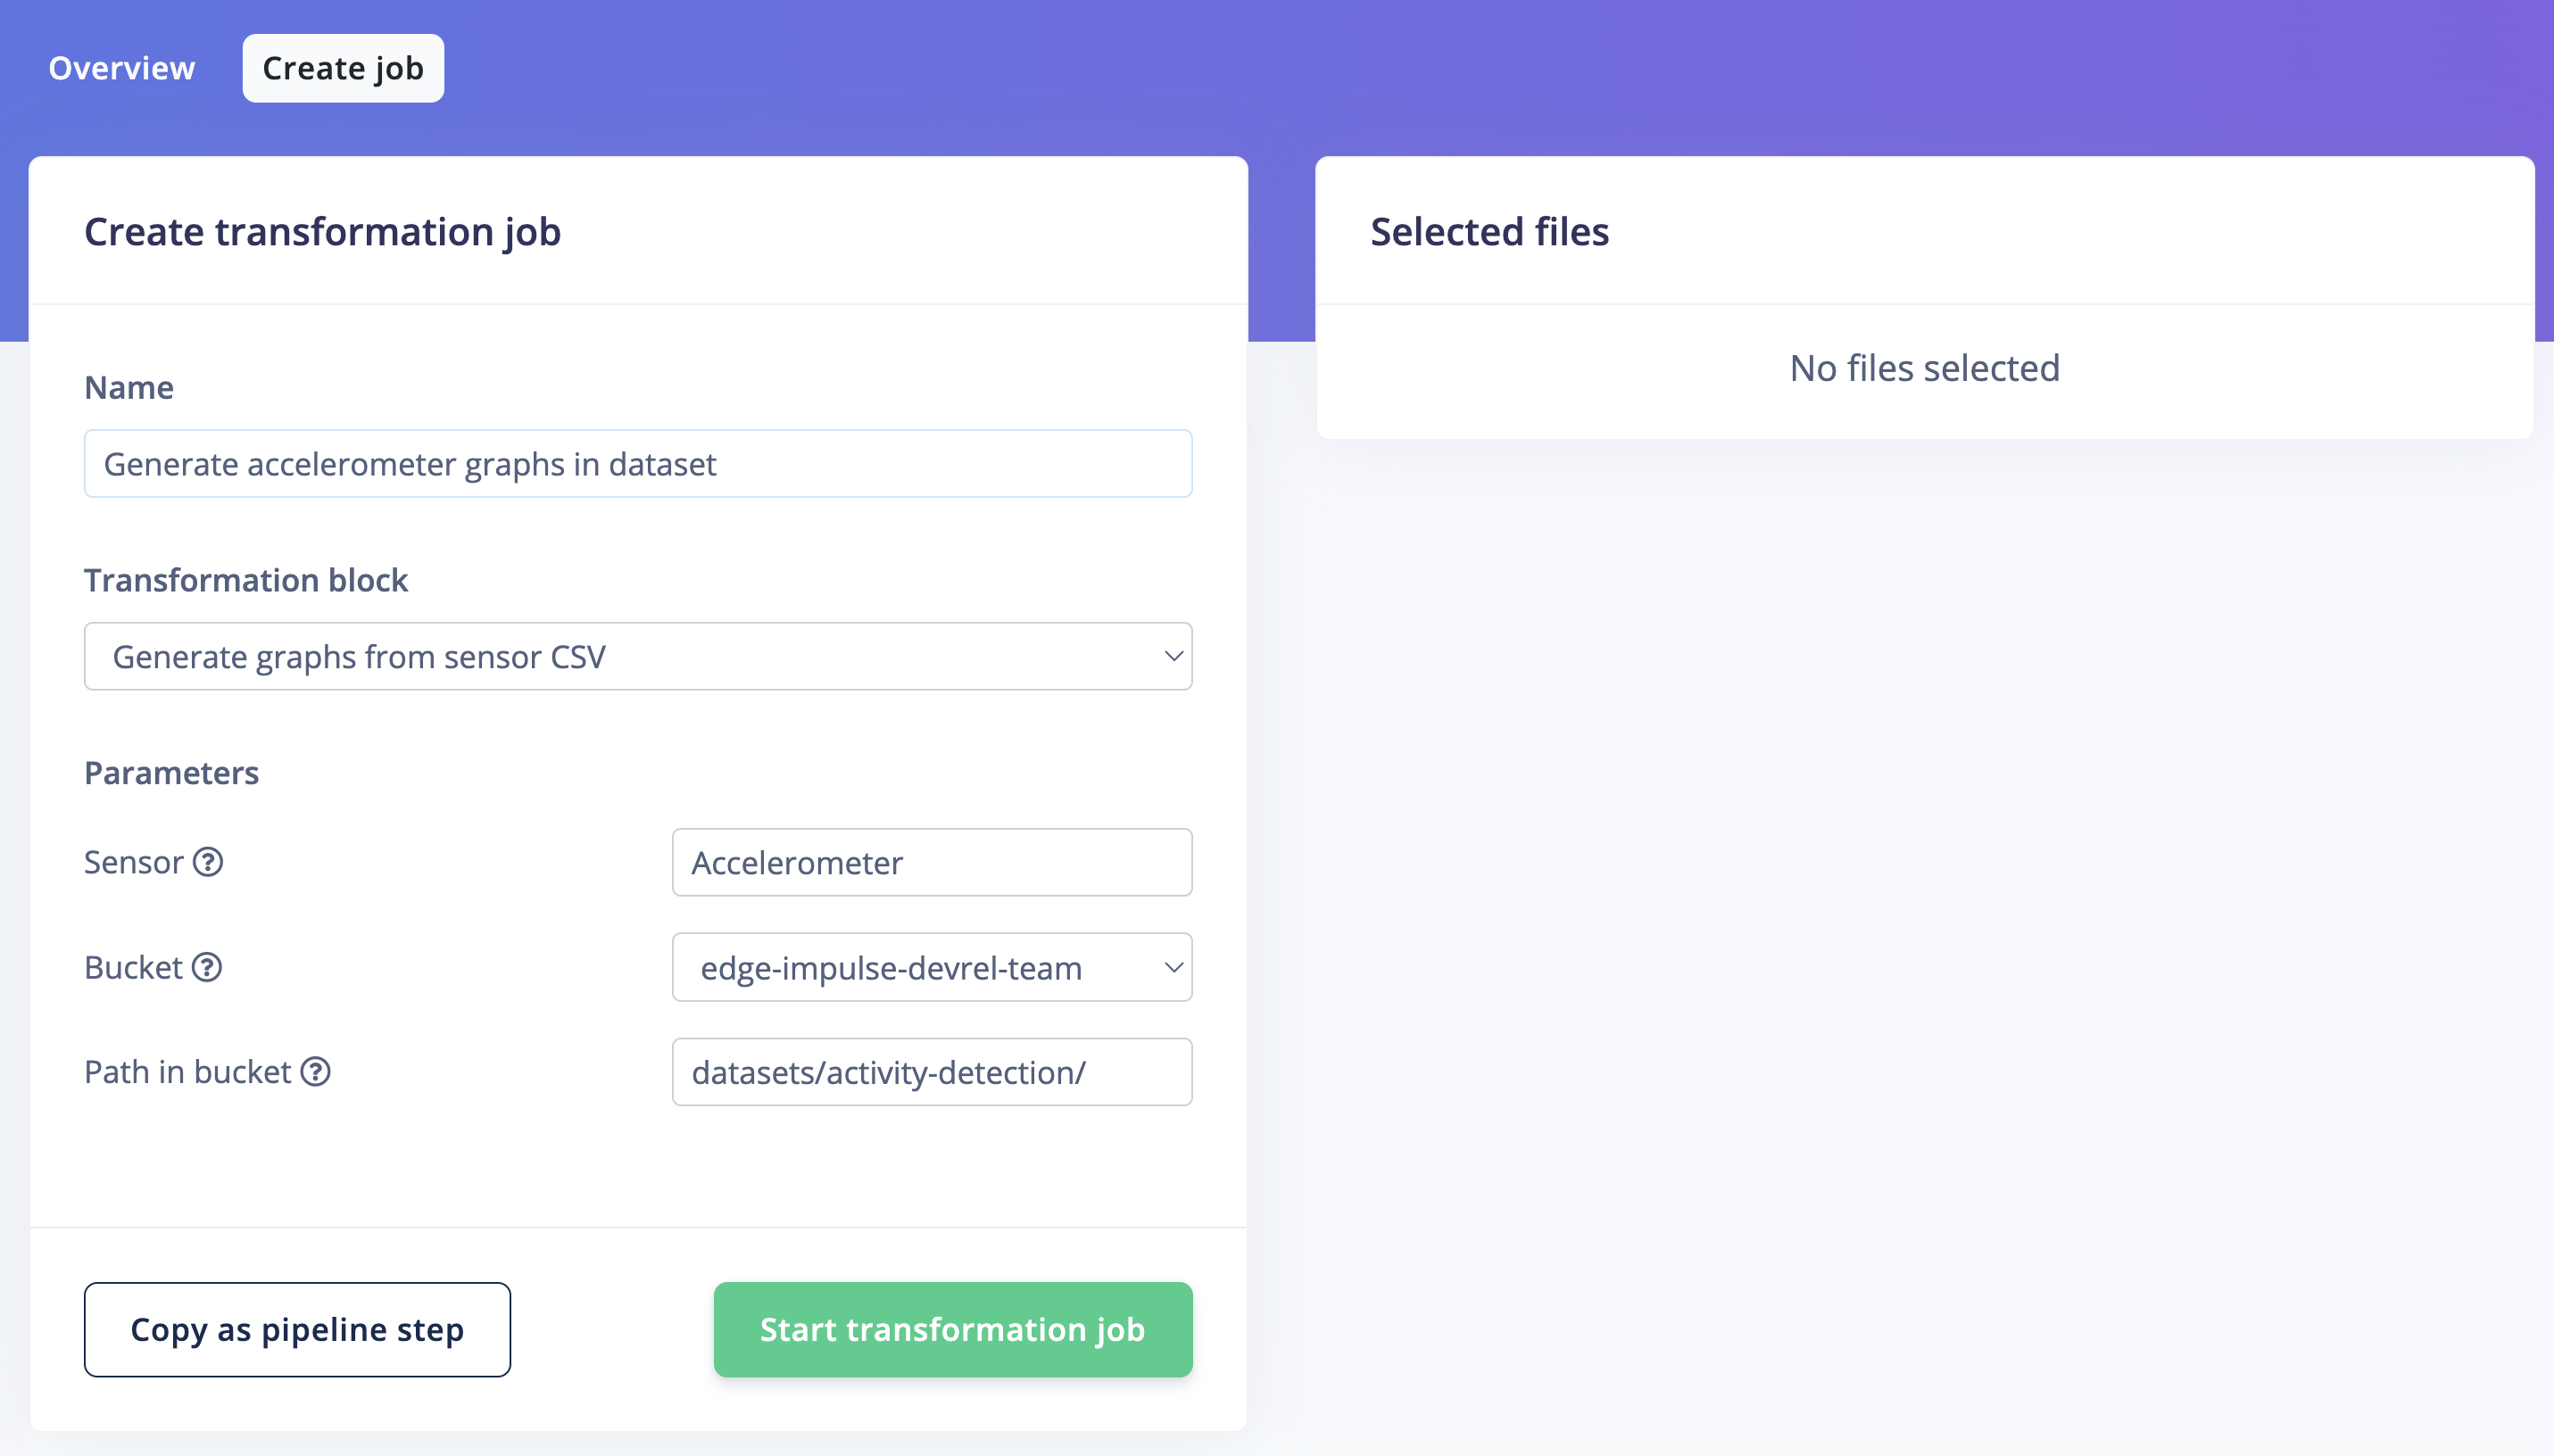 Overview
Create job
Create transformation job
Name
Generate accelerometer graphs in dataset
Transformation block
Generate graphs from sensor CSV
Parameters
Sensor ?
Accelerometer
Bucket ?
edge-impulse-devrel-team
Path in bucket ?
datasets/activity-detection/
Copy as pipeline step
Start transformation job
Selected files
No files selected